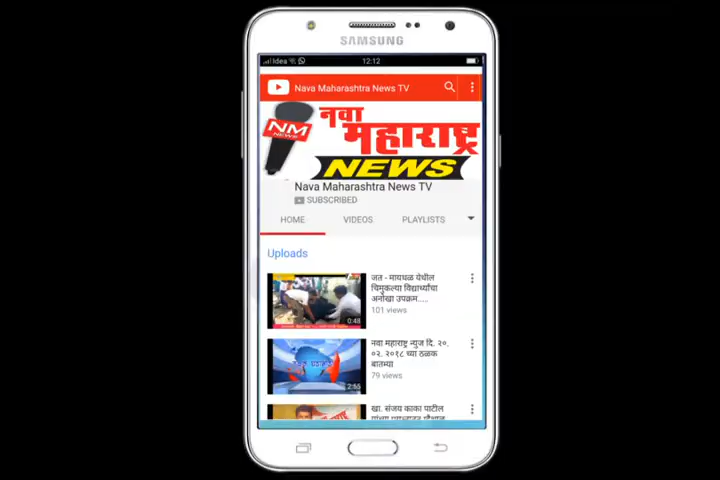 SAMSUNG
Idea
12:12
Nava Maharashtra News TV
NM
NEWS
नवा
महाराष्ट्र
NEWS
Nava Maharashtra News TV
SUBSCRIBED
HOME VIDEOS PLAYLISTS
Uploads
जत - मायथळ येथील
चिमुकल्या विद्यार्थ्यांचा
अनोखा उपक्रम....
101 views
0:48
नवा महाराष्ट्र न्युज दि. २०.
०२. २०१८ च्या ठळक
बातम्या
79 views
2:55
खा. संजय काका पाटील